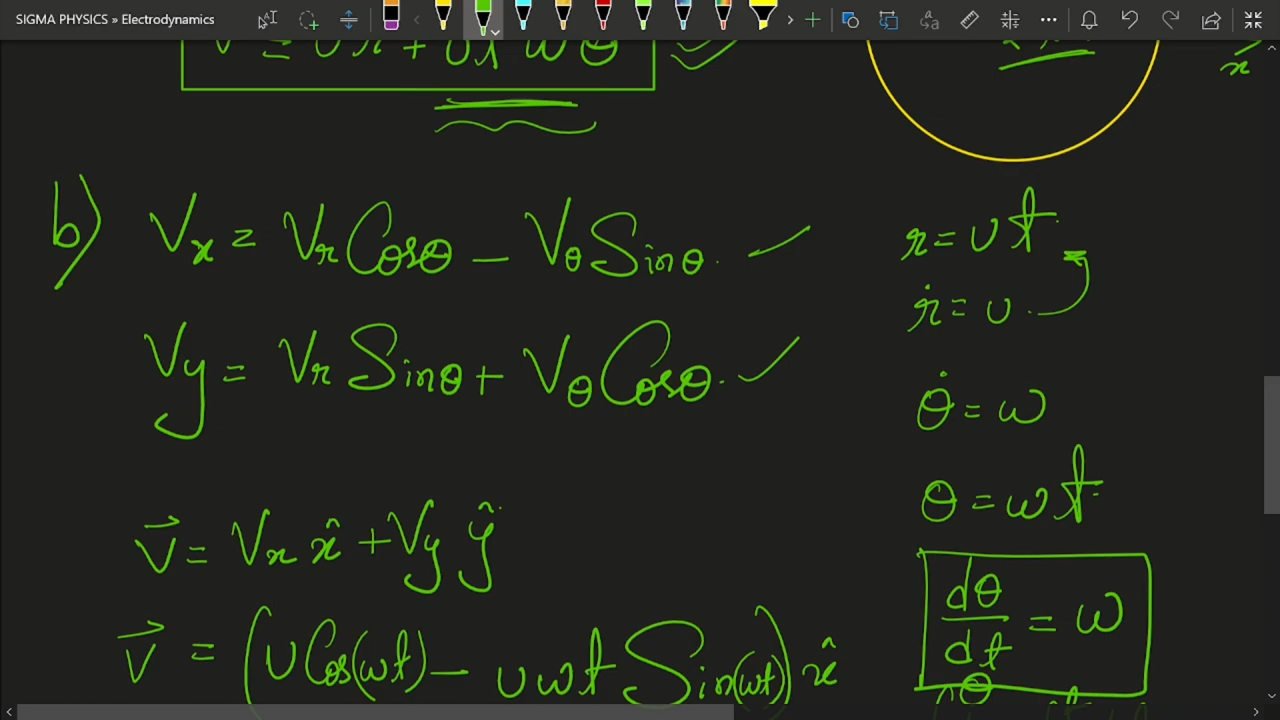 SIGMA PHYSICS » Electrodynamics
x
b) Vx = Vr Cosθ – Vθ Sinθ.
r = υt
ṙ = υ.
Vy = Vr Sinθ + Vθ Cosθ.
θ̇ = ω
θ = ωt
V⃗ = Vx x̂ + Vy ŷ
dθ/dt = ω
V⃗ = (υ Cos(ωt) – υωt Sin(ωt)) x̂